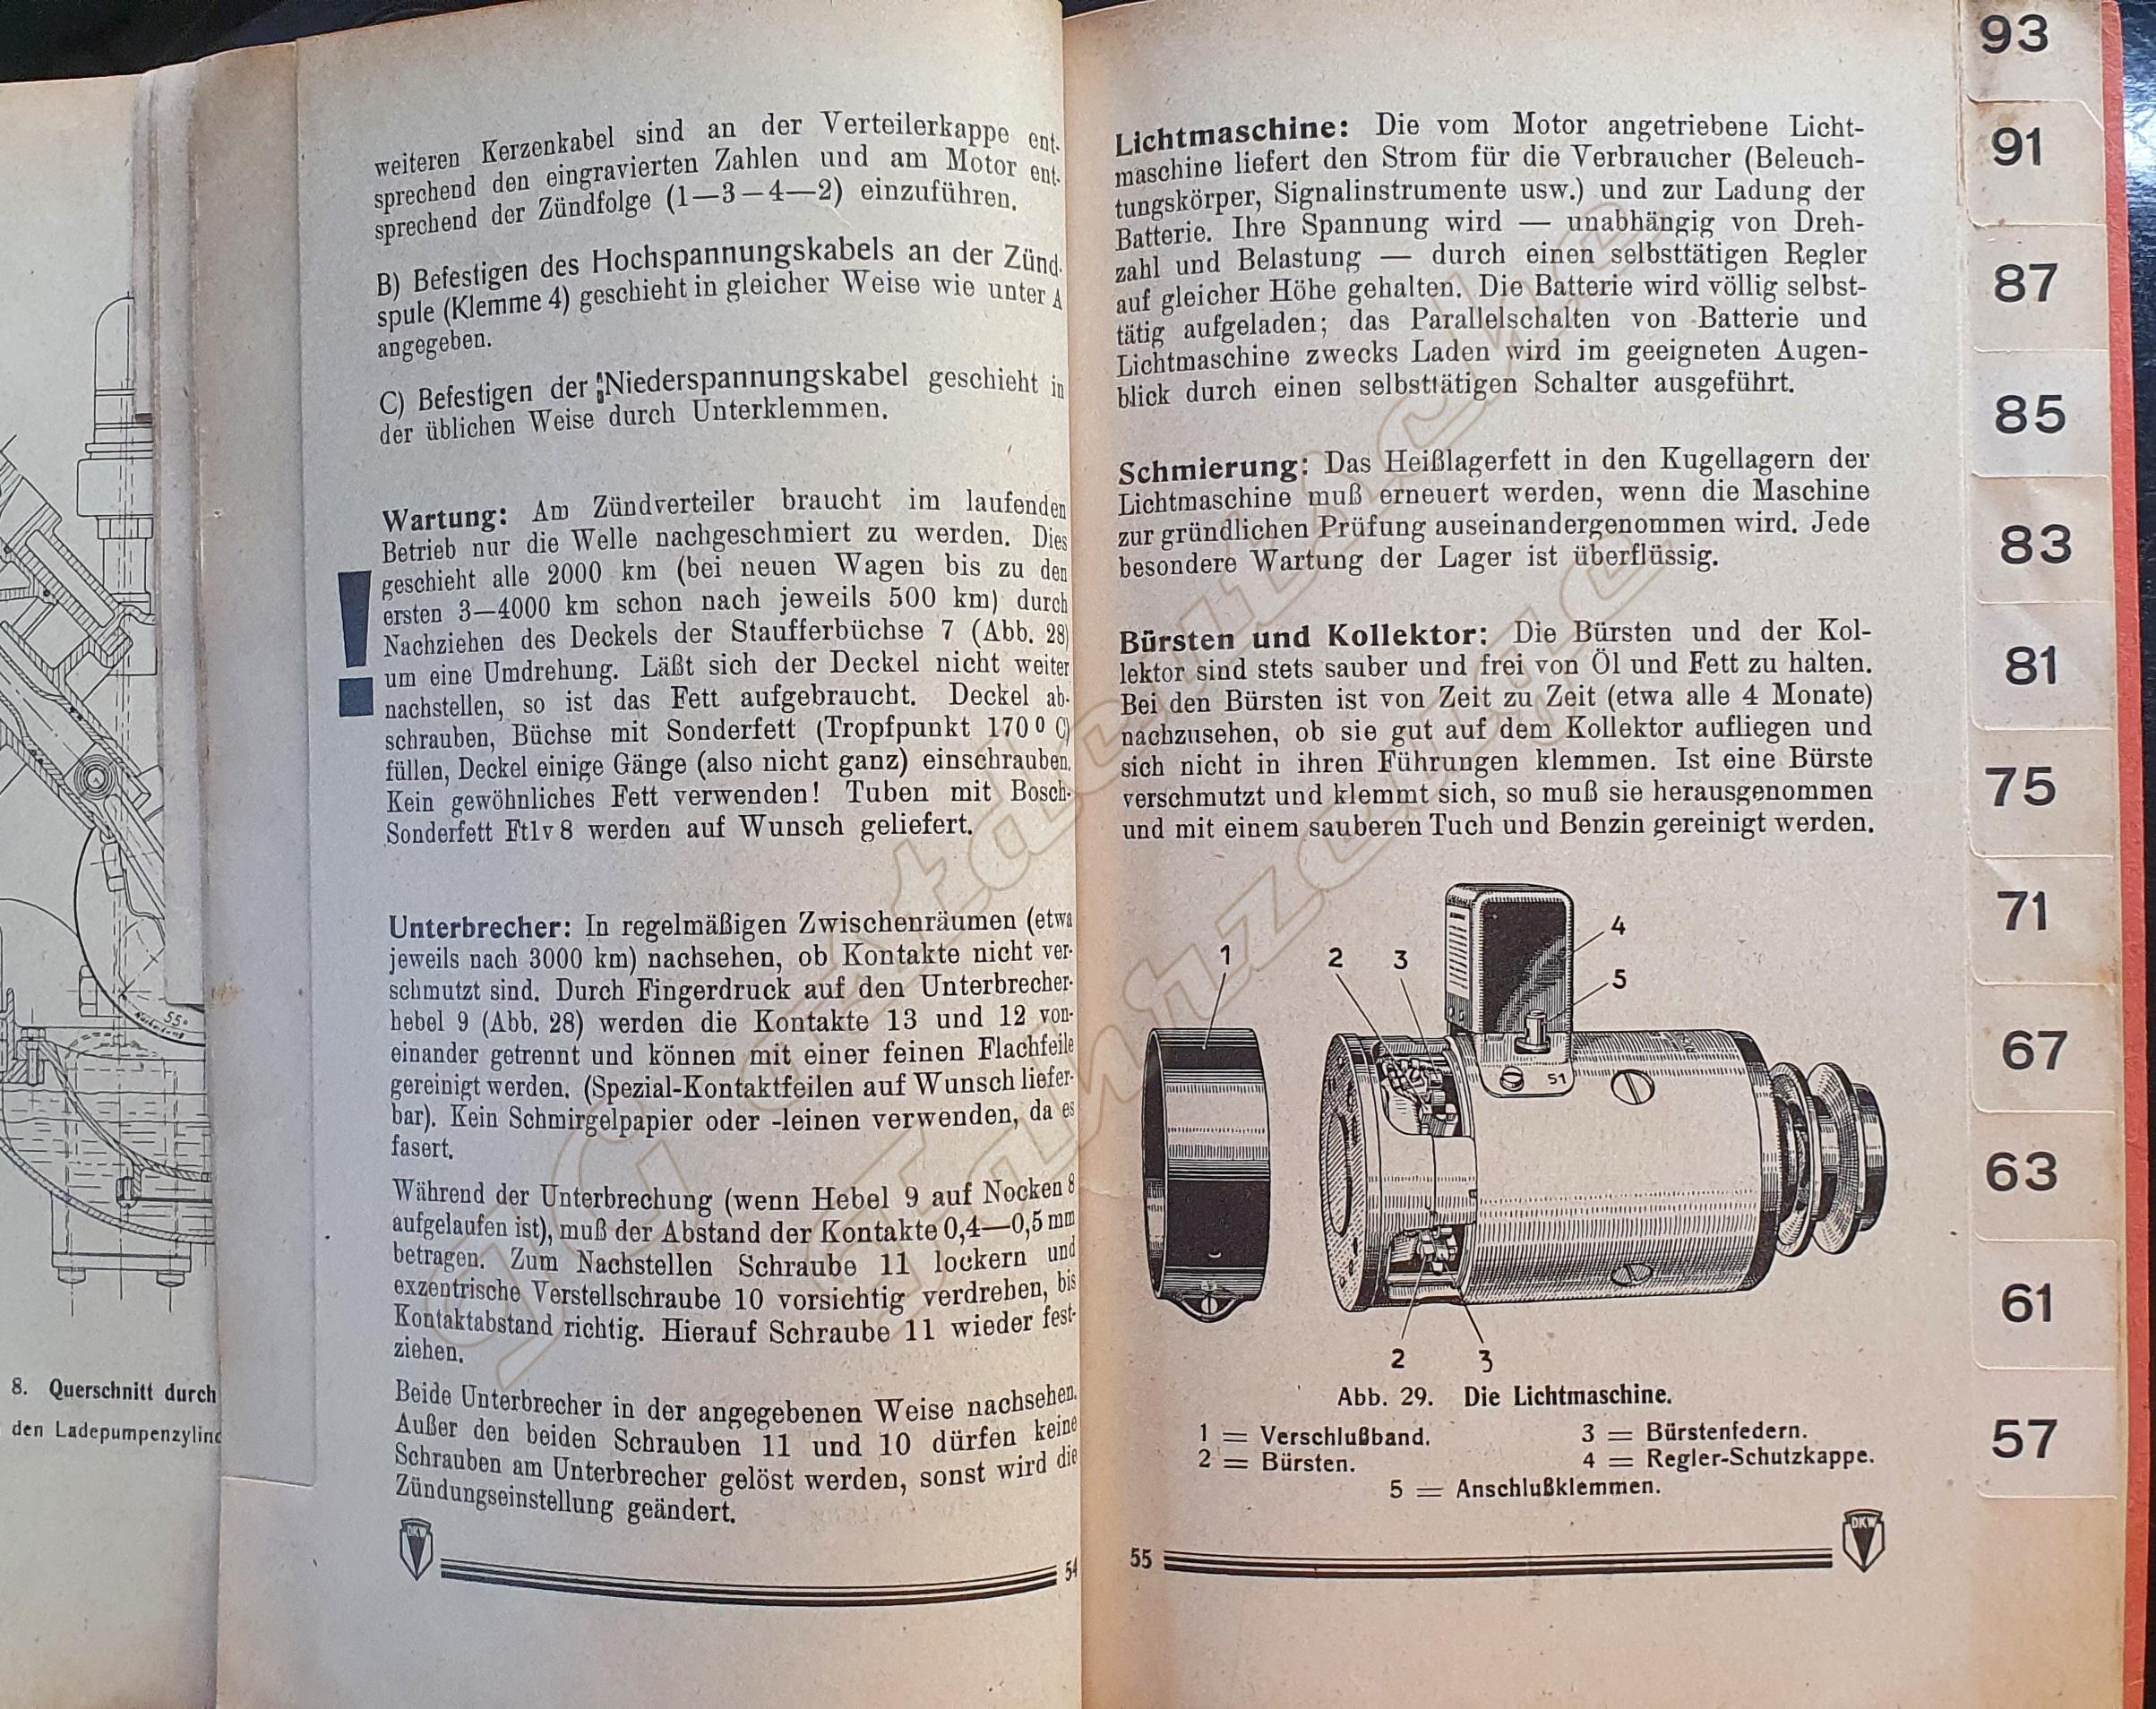 weiteren Kerzenkabel sind an der Verteilerkappe ent-
sprechend den eingravierten Zahlen und am Motor ent-
sprechend der Zündfolge (1—3—4—2) einzuführen.
B) Befestigen des Hochspannungskabels an der Zünd-
spule (Klemme 4) geschieht in gleicher Weise wie unter A
angegeben.
C) Befestigen der Niederspannungskabel geschieht in
der üblichen Weise durch Unterklemmen.
Wartung: Am Zündverteiler braucht im laufenden
Betrieb nur die Welle nachgeschmiert zu werden. Dies
geschieht alle 2000 km (bei neuen Wagen bis zu den
ersten 3—4000 km schon nach jeweils 500 km) durch
Nachziehen des Deckels der Staufferbüchse 7 (Abb. 28)
um eine Umdrehung. Läßt sich der Deckel nicht weiter
nachstellen, so ist das Fett aufgebraucht. Deckel ab-
schrauben, Büchse mit Sonderfett (Tropfpunkt 170⁰ C)
füllen, Deckel einige Gänge (also nicht ganz) einschrauben.
Kein gewöhnliches Fett verwenden! Tuben mit Bosch-
Sonderfett Ft1v8 werden auf Wunsch geliefert.
!
Unterbrecher: In regelmäßigen Zwischenräumen (etwa
jeweils nach 3000 km) nachsehen, ob Kontakte nicht ver-
schmutzt sind. Durch Fingerdruck auf den Unterbrecher-
hebel 9 (Abb. 28) werden die Kontakte 13 und 12 von-
einander getrennt und können mit einer feinen Flachfeile
gereinigt werden. (Spezial-Kontaktfeilen auf Wunsch liefer-
bar). Kein Schmirgelpapier oder -leinen verwenden, da es
fasert.
Während der Unterbrechung (wenn Hebel 9 auf Nocken 8
aufgelaufen ist), muß der Abstand der Kontakte 0,4—0,5 mm
betragen. Zum Nachstellen Schraube 11 lockern und
exzentrische Verstellschraube 10 vorsichtig verdrehen, bis
Kontaktabstand richtig. Hierauf Schraube 11 wieder fest-
ziehen.
Beide Unterbrecher in der angegebenen Weise nachsehen.
Außer den beiden Schrauben 11 und 10 dürfen keine
Schrauben am Unterbrecher gelöst werden, sonst wird die
Zündungseinstellung geändert.
DKW
54
55°
8. Querschnitt durch
den Ladepumpenzylind
Lichtmaschine: Die vom Motor angetriebene Licht-
maschine liefert den Strom für die Verbraucher (Beleuch-
tungskörper, Signalinstrumente usw.) und zur Ladung der
Batterie. Ihre Spannung wird — unabhängig von Dreh-
zahl und Belastung — durch einen selbsttätigen Regler
auf gleicher Höhe gehalten. Die Batterie wird völlig selbst-
tätig aufgeladen; das Parallelschalten von Batterie und
Lichtmaschine zwecks Laden wird im geeigneten Augen-
blick durch einen selbsttätigen Schalter ausgeführt.
Schmierung: Das Heißlagerfett in den Kugellagern der
Lichtmaschine muß erneuert werden, wenn die Maschine
zur gründlichen Prüfung auseinandergenommen wird. Jede
besondere Wartung der Lager ist überflüssig.
Bürsten und Kollektor: Die Bürsten und der Kol-
lektor sind stets sauber und frei von Öl und Fett zu halten.
Bei den Bürsten ist von Zeit zu Zeit (etwa alle 4 Monate)
nachzusehen, ob sie gut auf dem Kollektor aufliegen und
sich nicht in ihren Führungen klemmen. Ist eine Bürste
verschmutzt und klemmt sich, so muß sie herausgenommen
und mit einem sauberen Tuch und Benzin gereinigt werden.
1
2
3
4
5
51
2
3
Abb. 29. Die Lichtmaschine.
1 = Verschlußband.
2 = Bürsten.
3 = Bürstenfedern.
4 = Regler-Schutzkappe.
5 = Anschlußklemmen.
55
DKW
93
91
87
85
83
81
75
71
67
63
61
57